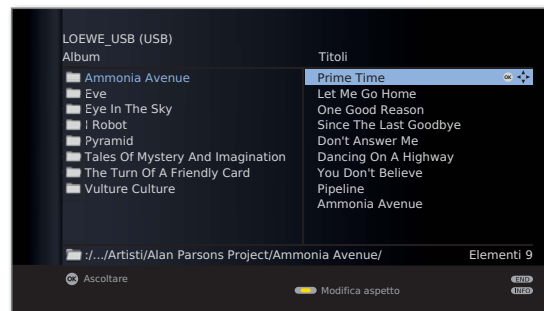 LOEWE_USB (USB)
Album
Titoli
Ammonia Avenue
Eve
Eye In The Sky
I Robot
Pyramid
Tales Of Mystery And Imagination
The Turn Of A Friendly Card
Vulture Culture
Prime Time OK
Let Me Go Home
One Good Reason
Since The Last Goodbye
Don't Answer Me
Dancing On A Highway
You Don't Believe
Pipeline
Ammonia Avenue
:/.../Artisti/Alan Parsons Project/Ammonia Avenue/ Elementi 9
OK Ascoltare
END
Modifica aspetto
INFO